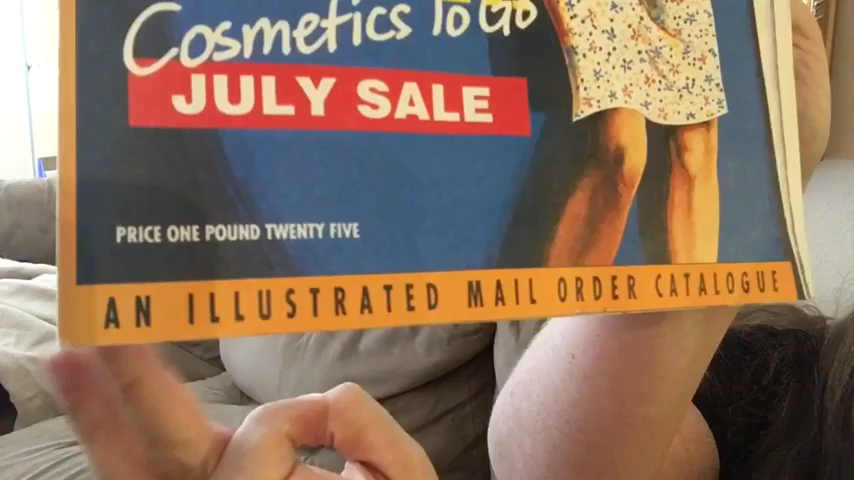 Cosmetics To Go
JULY SALE
PRICE ONE POUND TWENTY FIVE
AN ILLUSTRATED MAIL ORDER CATALOGUE